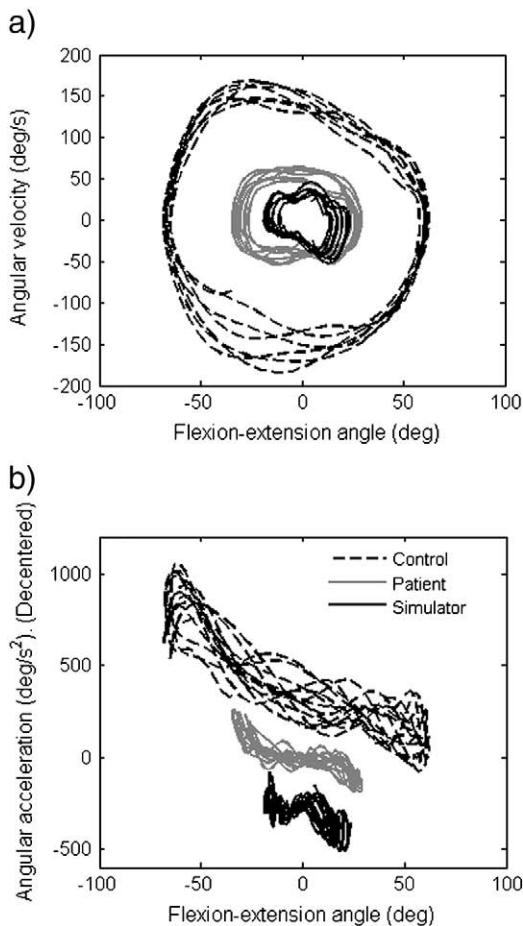 a)
200
150
100
50
0
-50
-100
-150
-200
Angular velocity (deg/s)
-100 -50 0 50 100
Flexion-extension angle (deg)
b)
Control
Patient
Simulator
1000
500
0
-500
Angular acceleration (deg/s²). (Decentered)
-100 -50 0 50 100
Flexion-extension angle (deg)